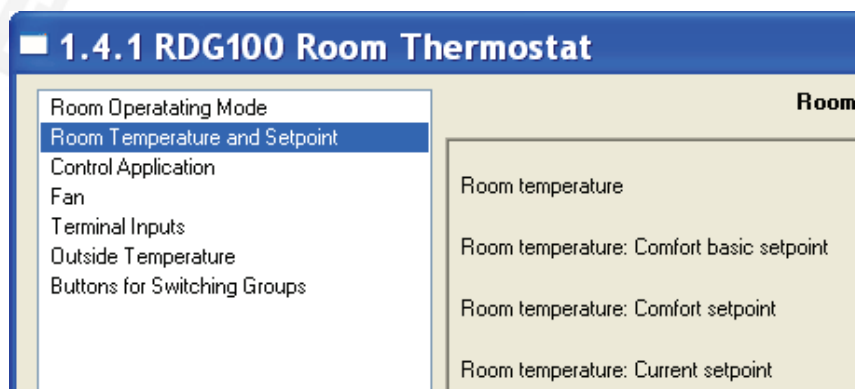 1.4.1 RDG100 Room Thermostat
Room Operatating Mode
Room Temperature and Setpoint
Control Application
Fan
Terminal Inputs
Outside Temperature
Buttons for Switching Groups
Room
Room temperature
Room temperature: Comfort basic setpoint
Room temperature: Comfort setpoint
Room temperature: Current setpoint